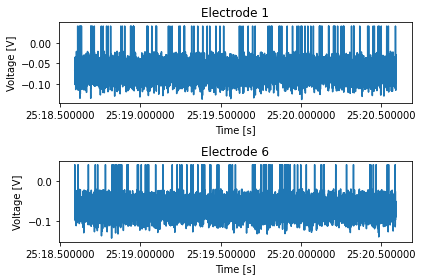 Electrode 1
0.00
−0.05
−0.10
Voltage [V]
25:18.500000 25:19.000000 25:19.500000 25:20.000000 25:20.500000
Time [s]
Electrode 6
0.0
−0.1
Voltage [V]
25:18.500000 25:19.000000 25:19.500000 25:20.000000 25:20.500000
Time [s]